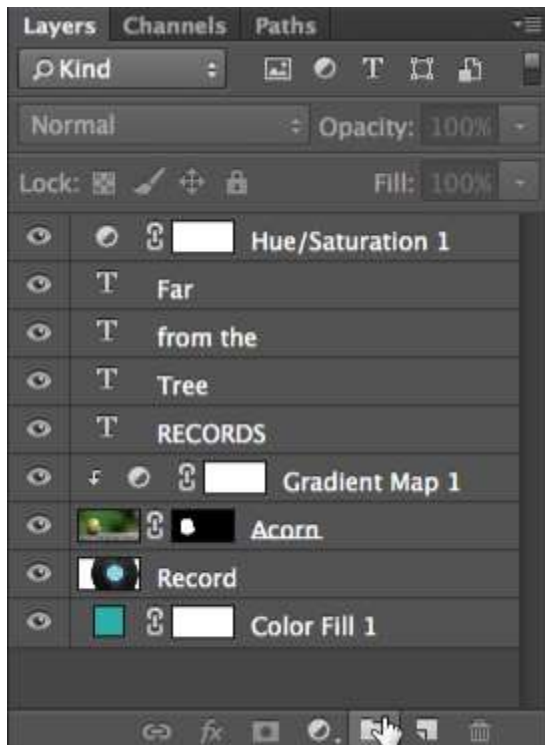 Layers Channels Paths
Kind T
Normal Opacity: 100%
Lock: Fill: 100%
Hue/Saturation 1
T Far
T from the
T Tree
T RECORDS
Gradient Map 1
Acorn
Record
Color Fill 1
fx